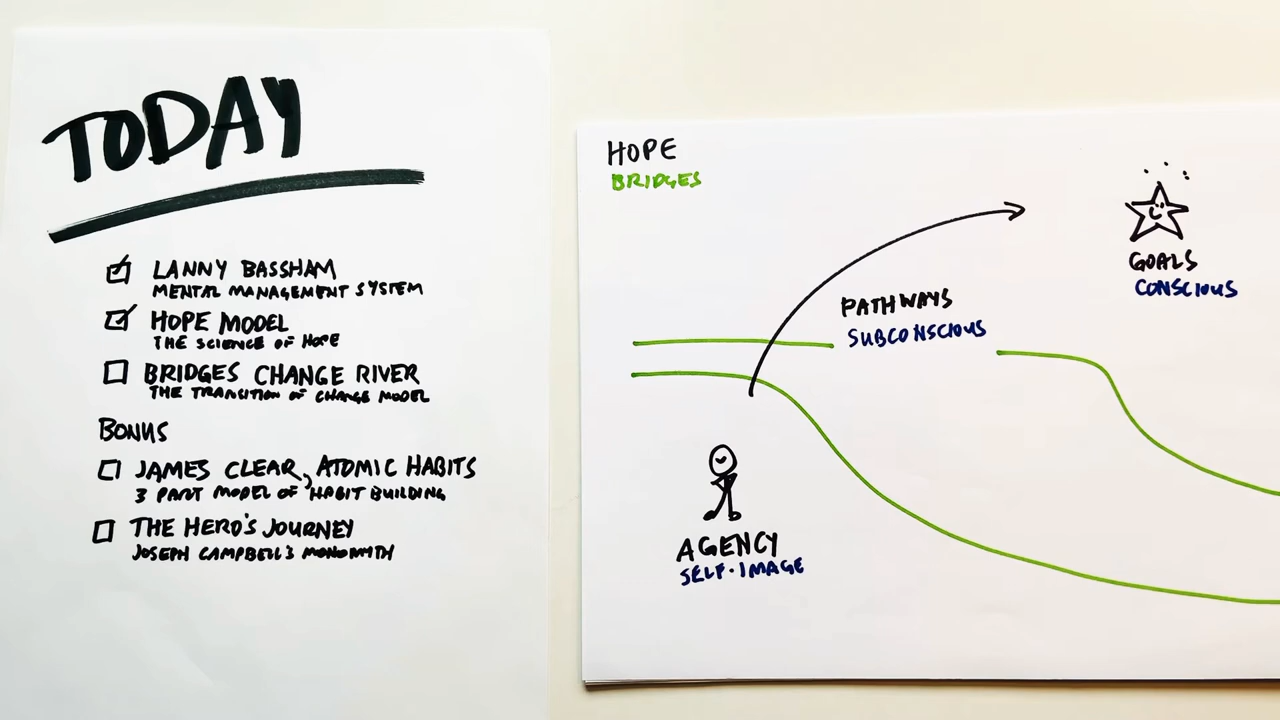 TODAY
LANNY BASSHAM
MENTAL MANAGEMENT SYSTEM
HOPE MODEL
THE SCIENCE OF HOPE
BRIDGES CHANGE RIVER
THE TRANSITION OF CHANGE MODEL
BONUS
JAMES CLEAR, ATOMIC HABITS
3 PART MODEL OF HABIT BUILDING
THE HERO'S JOURNEY
JOSEPH CAMPBELL'S MONOMYTH
HOPE
BRIDGES
GOALS
CONSCIOUS
PATHWAYS
SUBCONSCIOUS
AGENCY
SELF-IMAGE